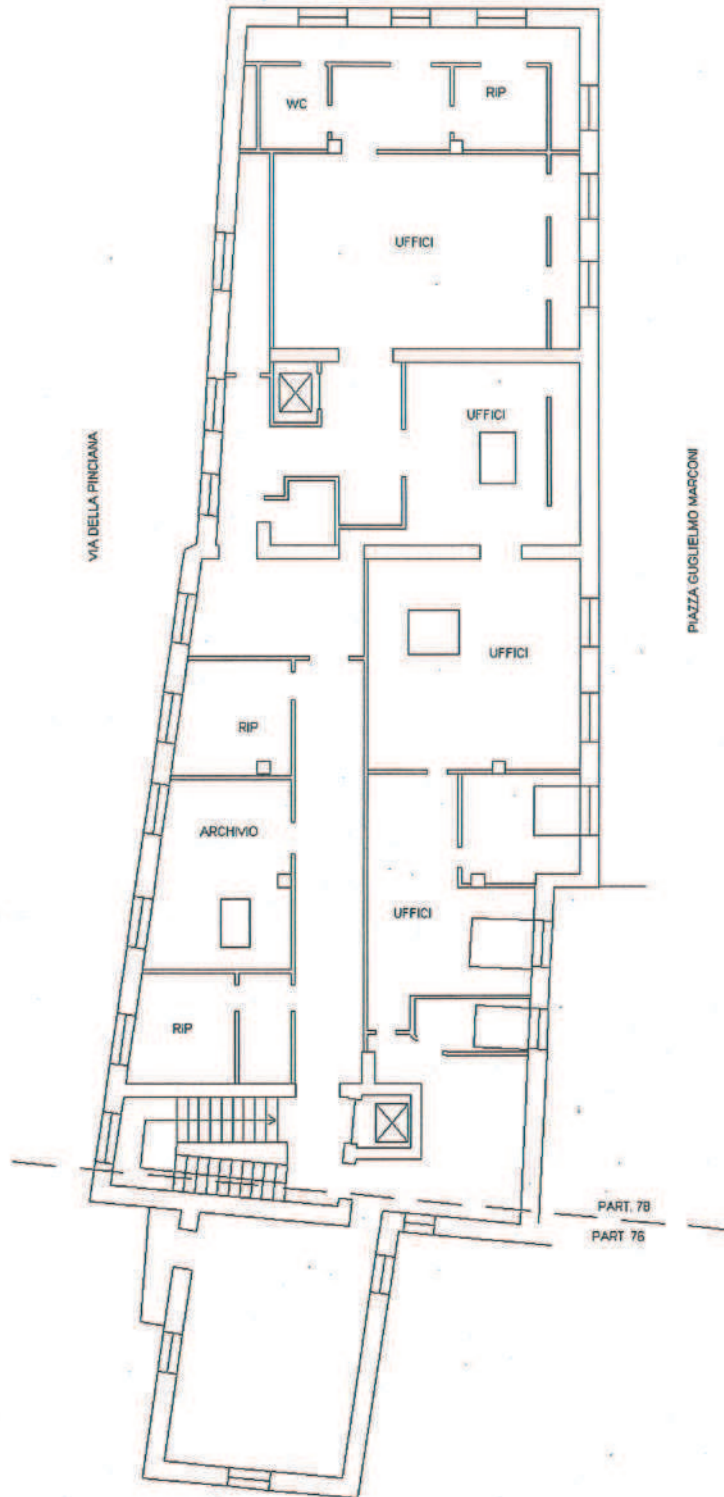 WC
RIP
UFFICI
UFFICI
VIA DELLA PINCIANA
PIAZZA GUGLIELMO MARCONI
UFFICI
RIP
ARCHIVIO
UFFICI
RIP
PART. 78
PART 76